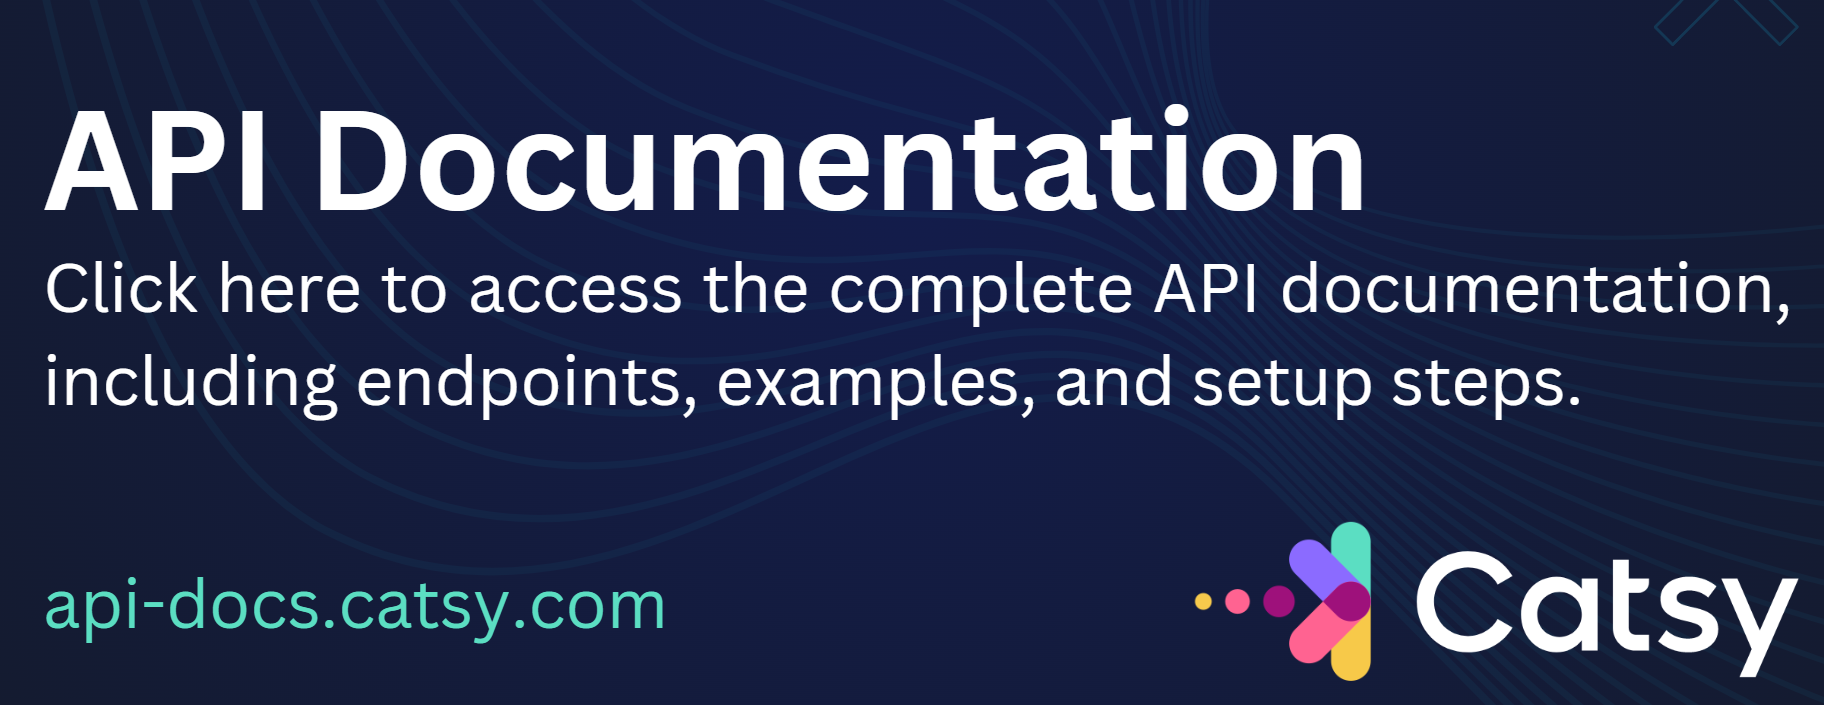 API Documentation
Click here to access the complete API documentation,
including endpoints, examples, and setup steps.
api-docs.catsy.com
Catsy